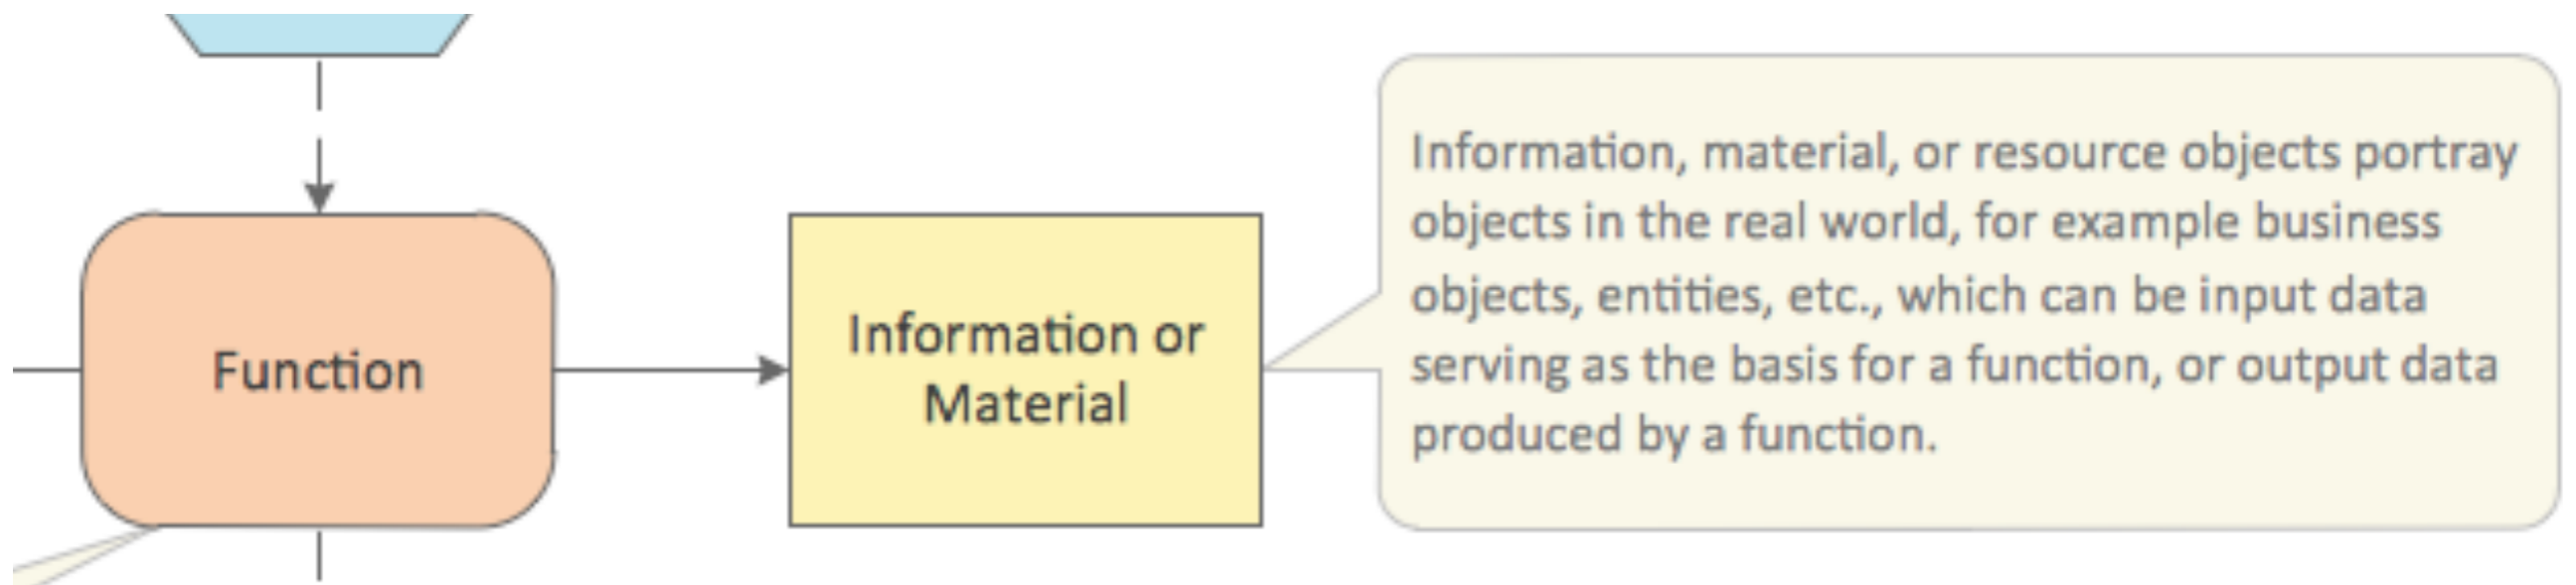 Function
Information or
Material
Information, material, or resource objects portray
objects in the real world, for example business
objects, entities, etc., which can be input data
serving as the basis for a function, or output data
produced by a function.